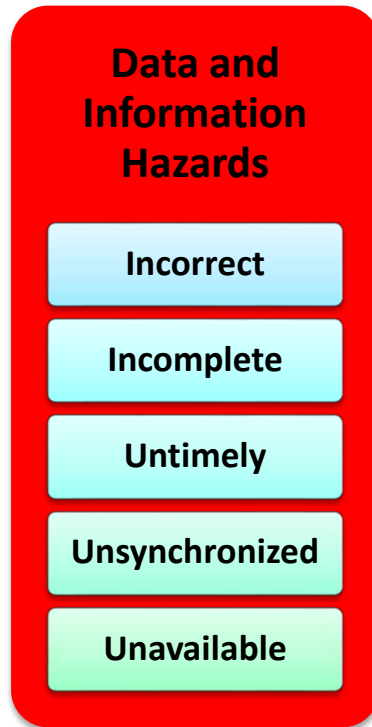 Data and
Information
Hazards
Incorrect
Incomplete
Untimely
Unsynchronized
Unavailable